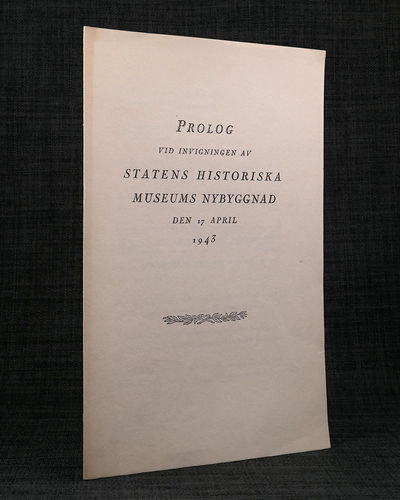 PROLOG
VID INVIGNINGEN AV
STATENS HISTORISKA
MUSEUMS NYBYGGNAD
DEN 17 APRIL
1943